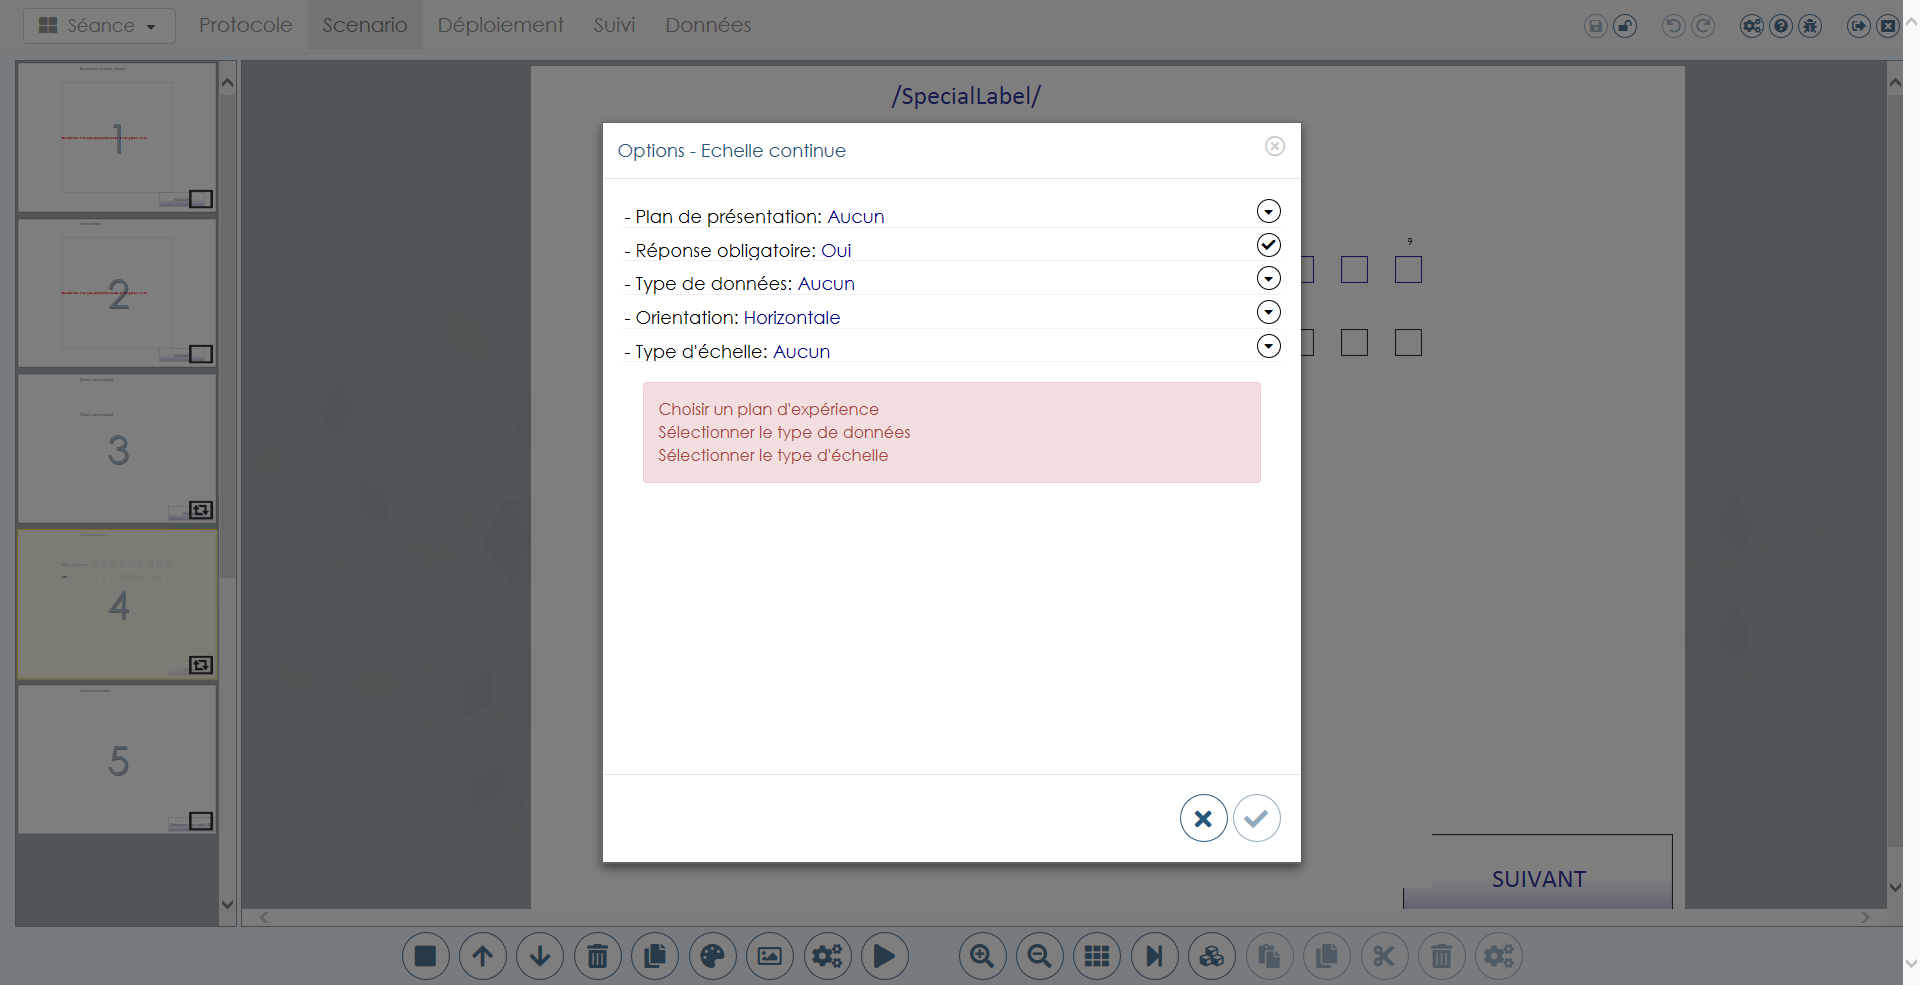 Séance
Protocole
Scenario
Déploiement
Suivi
Données
/SpecialLabel/
Options - Echelle continue
- Plan de présentation: Aucun
- Réponse obligatoire: Oui
- Type de données: Aucun
- Orientation: Horizontale
- Type d'échelle: Aucun
Choisir un plan d'expérience
Sélectionner le type de données
Sélectionner le type d'échelle
9
1
2
3
4
5
SUIVANT